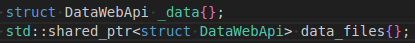 struct DataWebApi _data{};
std::shared_ptr<struct DataWebApi> data_files{};